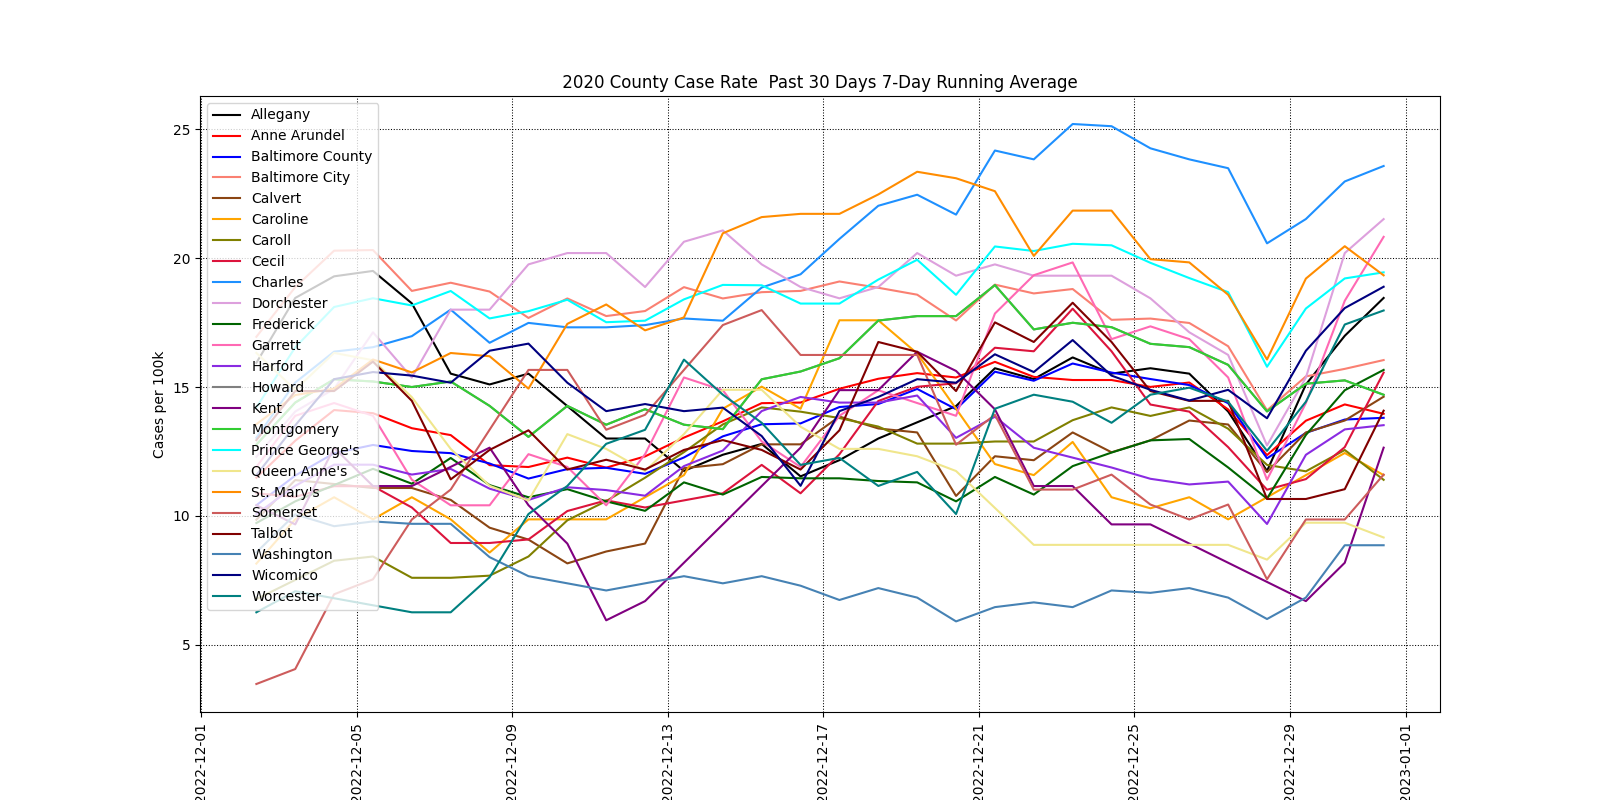 2020 County Case Rate  Past 30 Days 7-Day Running Average
Cases per 100k
25
20
15
10
5
Allegany
Anne Arundel
Baltimore County
Baltimore City
Calvert
Caroline
Caroll
Cecil
Charles
Dorchester
Frederick
Garrett
Harford
Howard
Kent
Montgomery
Prince George's
Queen Anne's
St. Mary's
Somerset
Talbot
Washington
Wicomico
Worcester
2022-12-01
2022-12-05
2022-12-09
2022-12-13
2022-12-17
2022-12-21
2022-12-25
2022-12-29
2023-01-01